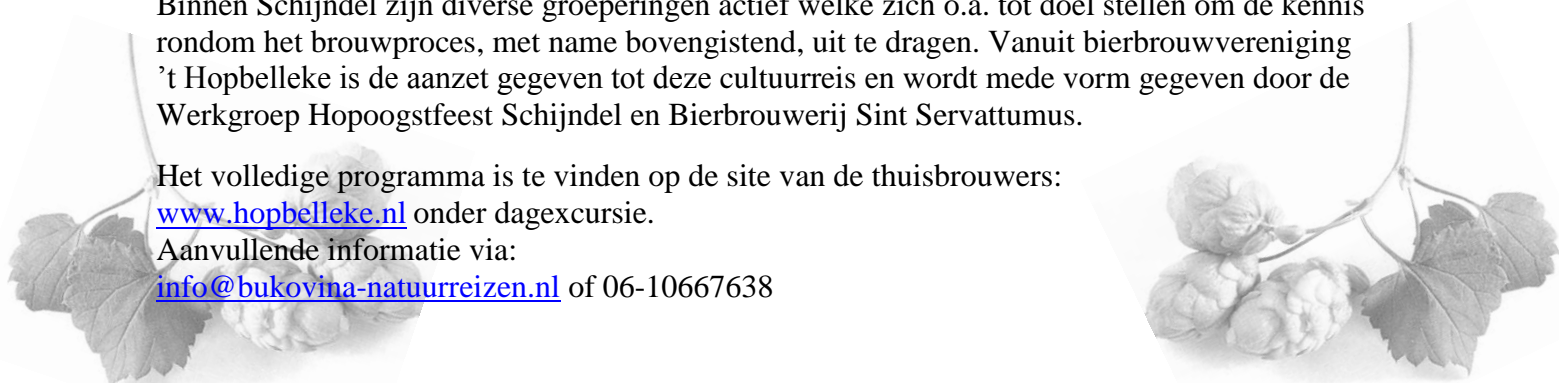 Binnen Schijndel zijn diverse groeperingen actief welke zich o.a. tot doel stellen om de kennis
rondom het brouwproces, met name bovengistend, uit te dragen. Vanuit bierbrouwvereniging
’t Hopbelleke is de aanzet gegeven tot deze cultuurreis en wordt mede vorm gegeven door de
Werkgroep Hopoogstfeest Schijndel en Bierbrouwerij Sint Servattumus.
Het volledige programma is te vinden op de site van de thuisbrouwers:
www.hopbelleke.nl onder dagexcursie.
Aanvullende informatie via:
info@bukovina-natuurreizen.nl of 06-10667638